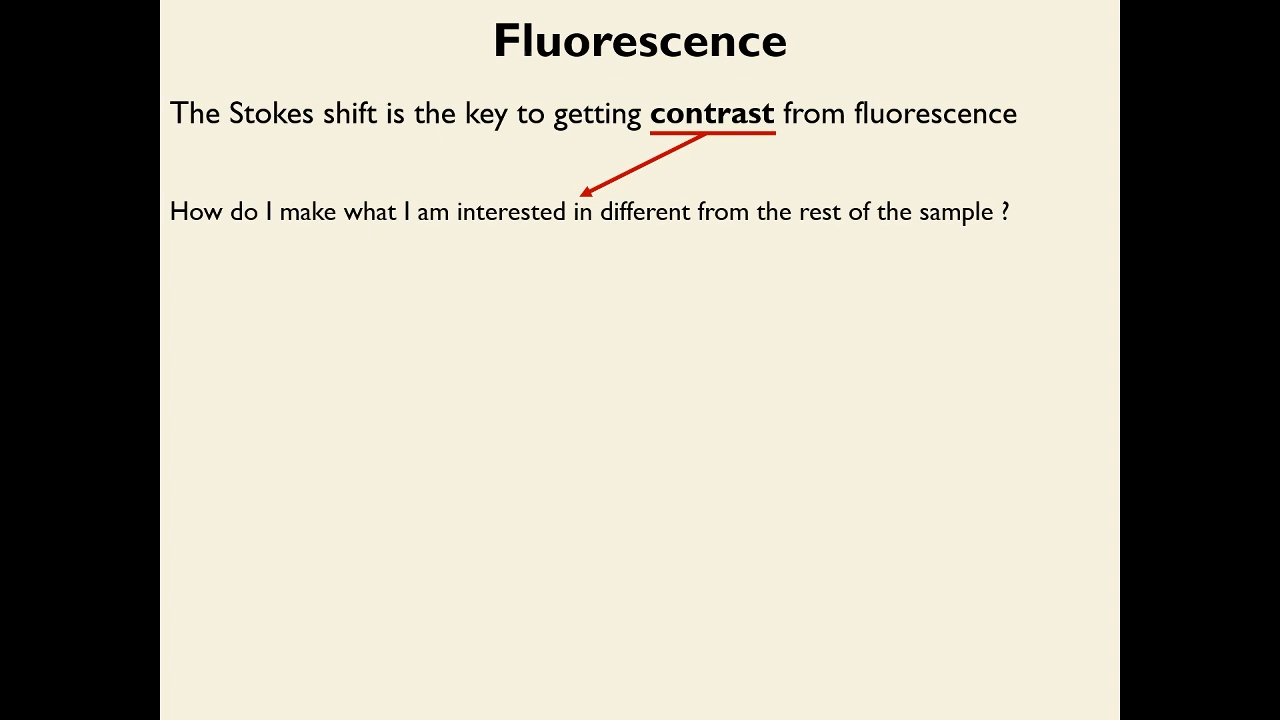 Fluorescence
The Stokes shift is the key to getting contrast from fluorescence
How do I make what I am interested in different from the rest of the sample ?